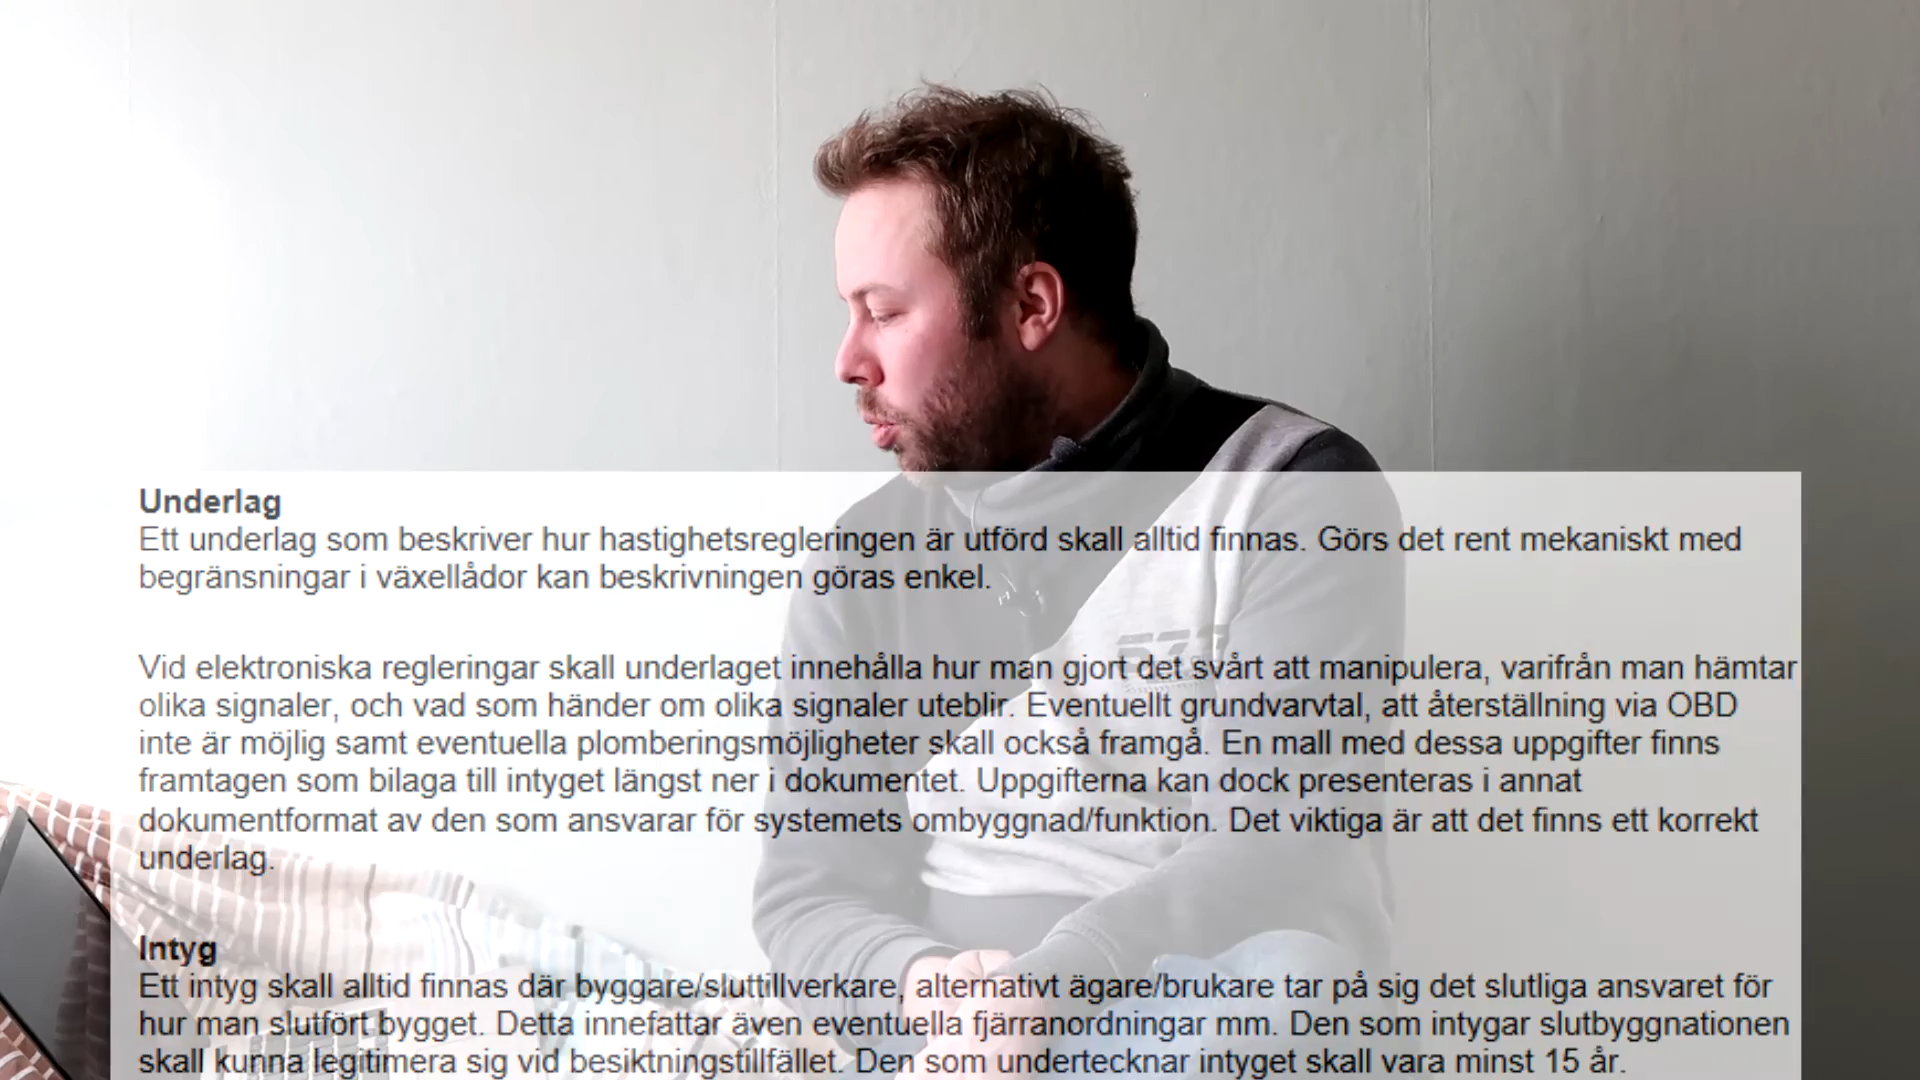 Underlag
Ett underlag som beskriver hur hastighetsregleringen är utförd skall alltid finnas. Görs det rent mekaniskt med
begränsningar i växellådor kan beskrivningen göras enkel.
Vid elektroniska regleringar skall underlaget innehålla hur man gjort det svårt att manipulera, varifrån man hämtar
olika signaler, och vad som händer om olika signaler uteblir. Eventuellt grundvarvtal, att återställning via OBD
inte är möjlig samt eventuella plomberingsmöjligheter skall också framgå. En mall med dessa uppgifter finns
framtagen som bilaga till intyget längst ner i dokumentet. Uppgifterna kan dock presenteras i annat
dokumentformat av den som ansvarar för systemets ombyggnad/funktion. Det viktiga är att det finns ett korrekt
underlag.
Intyg
Ett intyg skall alltid finnas där byggare/sluttillverkare, alternativt ägare/brukare tar på sig det slutliga ansvaret för
hur man slutfört bygget. Detta innefattar även eventuella fjärranordningar mm. Den som intygar slutbyggnationen
skall kunna legitimera sig vid besiktningstillfället. Den som undertecknar intyget skall vara minst 15 år.